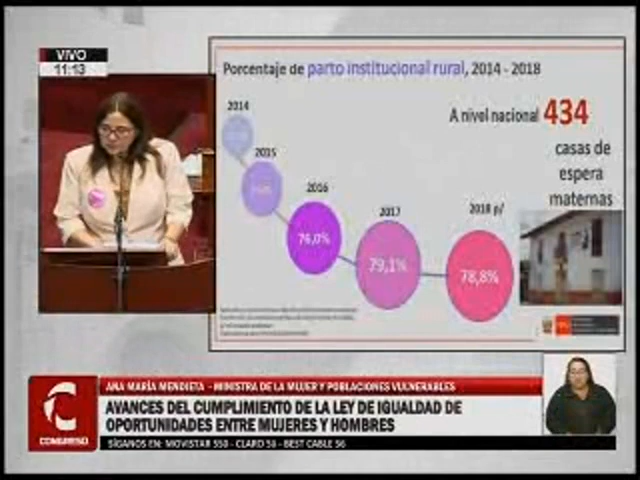 VIVO
11:13
Porcentaje de parto institucional rural, 2014 - 2018
A nivel nacional 434
casas de
espera
maternas
2014
2015
2016
76,0%
2017
79,1%
2018 p/
78,8%
CONGRESO
ANA MARÍA MENDIETA - MINISTRA DE LA MUJER Y POBLACIONES VULNERABLES
AVANCES DEL CUMPLIMIENTO DE LA LEY DE IGUALDAD DE
OPORTUNIDADES ENTRE MUJERES Y HOMBRES
SÍGANOS EN: MOVISTAR 550 - CLARO 56 - BEST CABLE 56